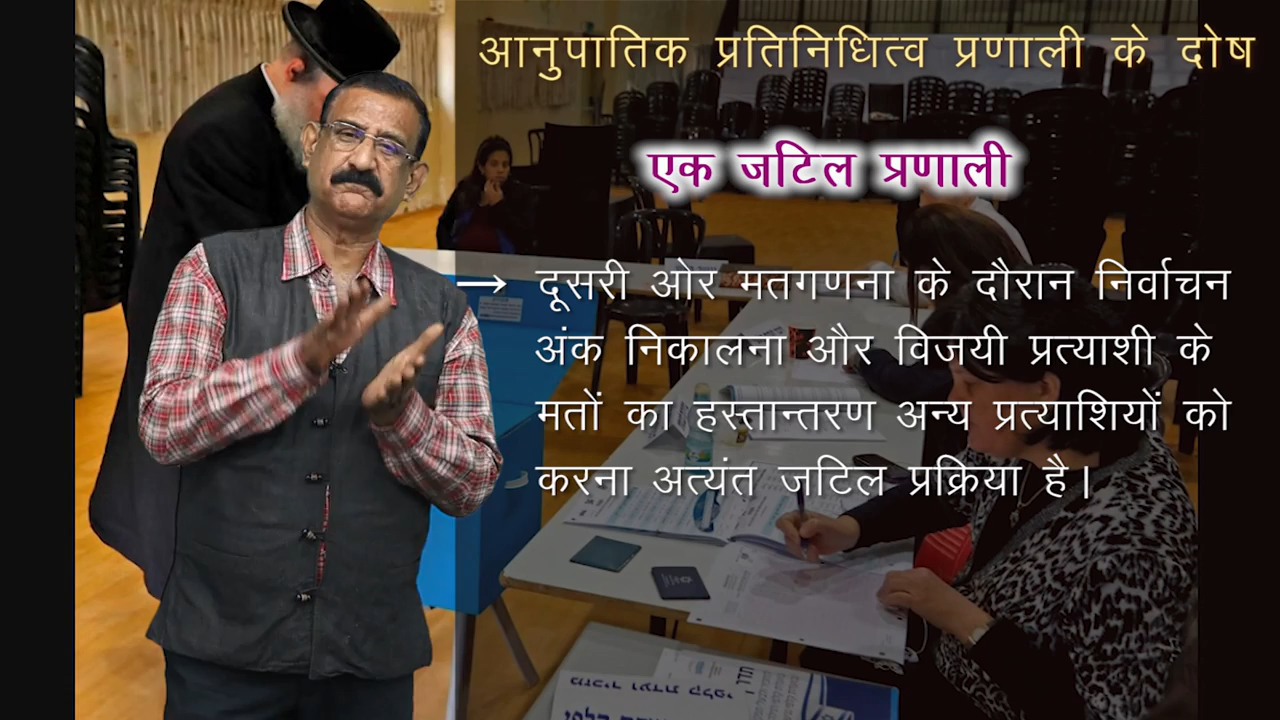 आनुपातिक प्रतिनिधित्व प्रणाली के दोष
एक जटिल प्रणाली
→ दूसरी ओर मतगणना के दौरान निर्वाचन
अंक निकालना और विजयी प्रत्याशी के
मतों का हस्तान्तरण अन्य प्रत्याशियों को
करना अत्यंत जटिल प्रक्रिया है।